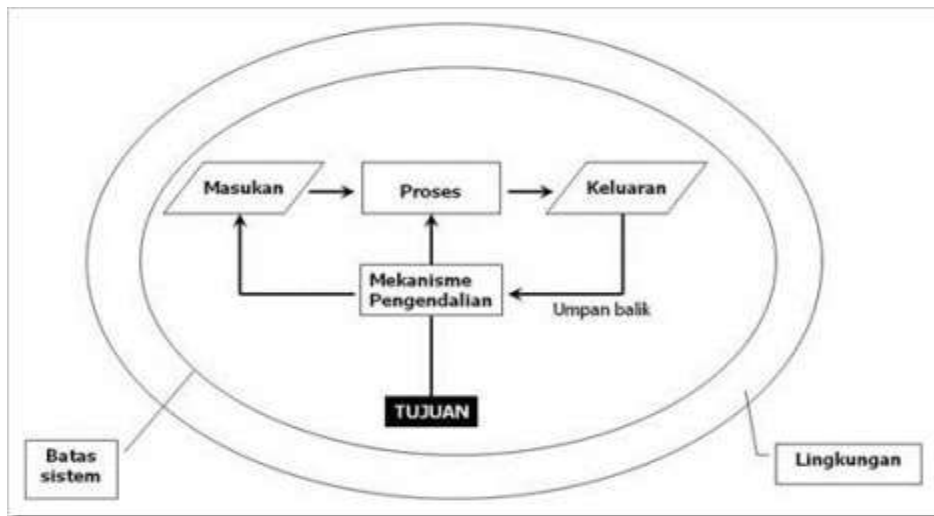 Masukan
Proses
Keluaran
Mekanisme
Pengendalian
Umpan balik
TUJUAN
Batas
sistem
Lingkungan